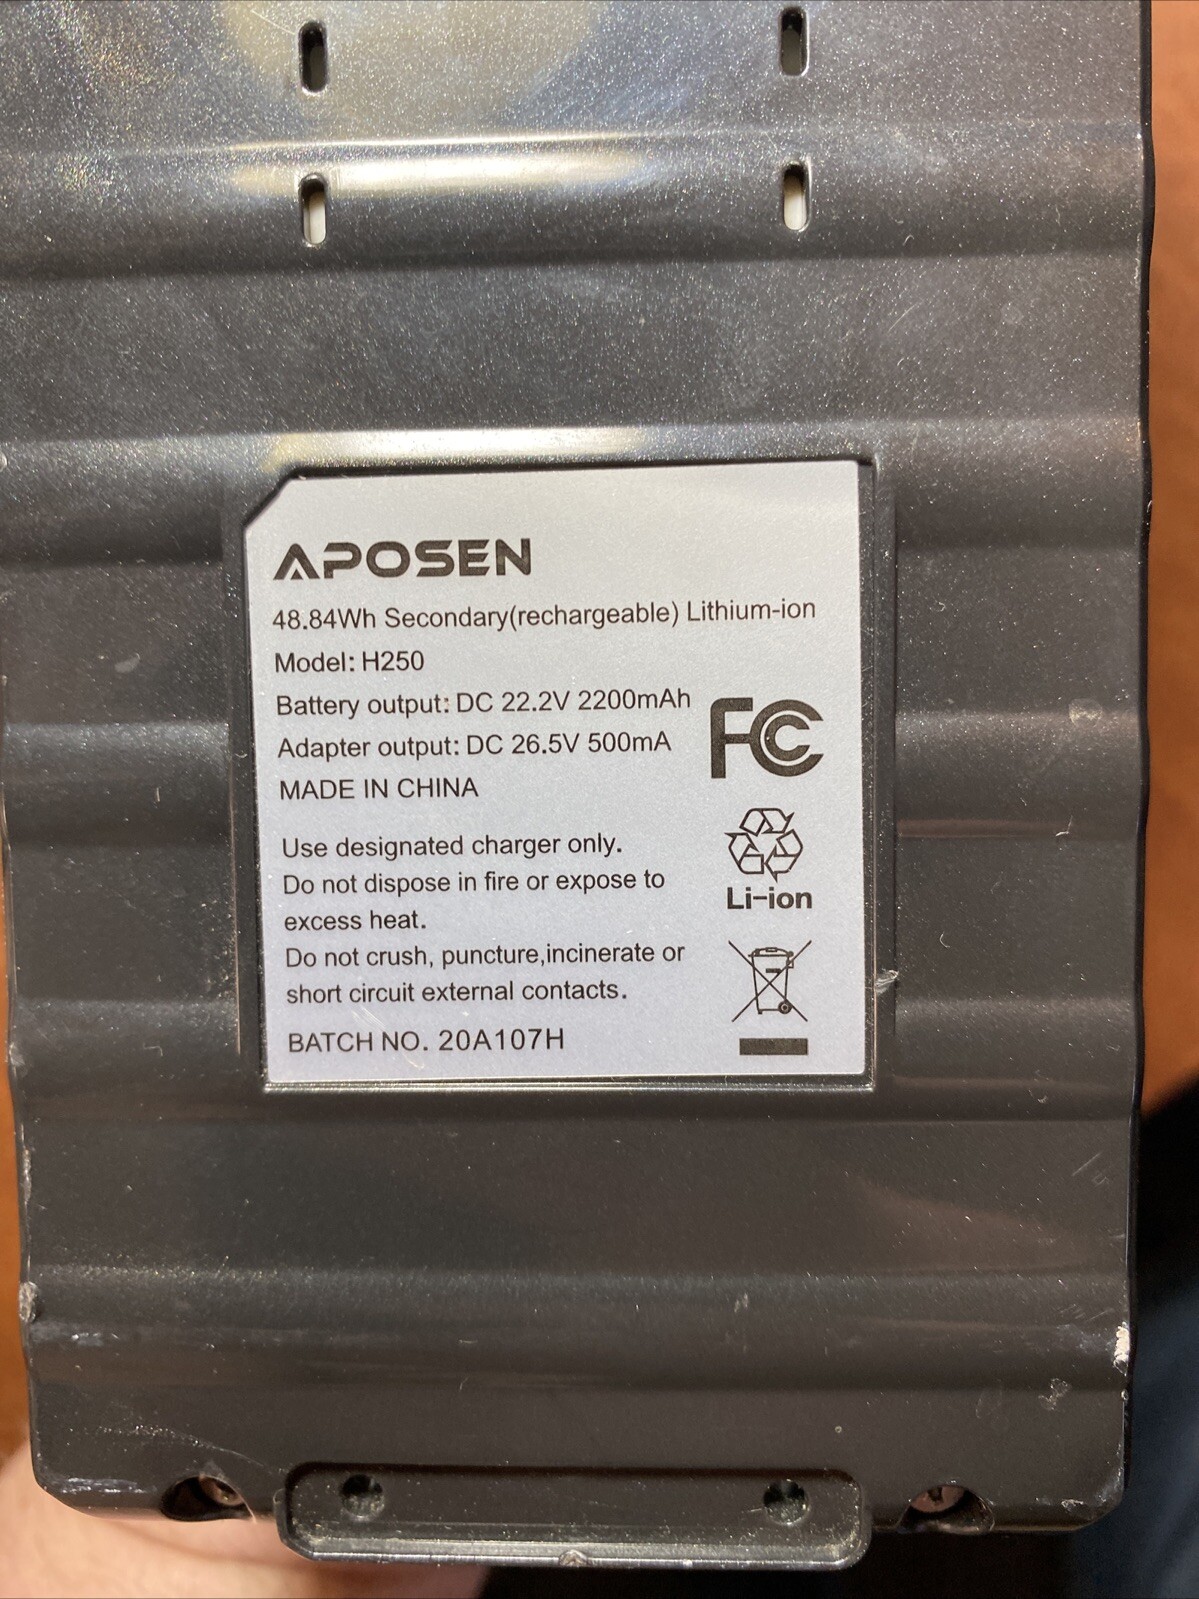 APOSEN
48.84Wh Secondary(rechargeable) Lithium-ion
Model: H250
Battery output: DC 22.2V 2200mAh
Adapter output: DC 26.5V 500mA
MADE IN CHINA
FC
Use designated charger only.
Do not dispose in fire or expose to
excess heat.
Li-ion
Do not crush, puncture,incinerate or
short circuit external contacts.
BATCH NO. 20A107H